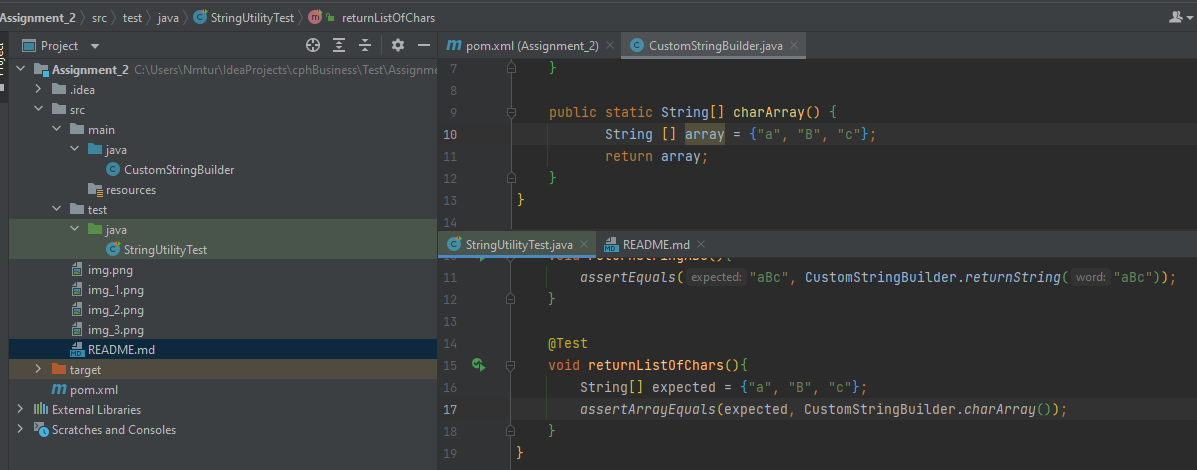 Assignment_2 src test java StringUtilityTest m returnListOfChars
Project
Assignment_2 C:\Users\Nmtur\IdeaProjects\cphBusiness\Test\Assignme
.idea
src
main
java
CustomStringBuilder
resources
test
java
StringUtilityTest
img.png
img_1.png
img_2.png
img_3.png
README.md
target
pom.xml
External Libraries
Scratches and Consoles
pom.xml (Assignment_2) CustomStringBuilder.java
7 }
8
9 public static String[] charArray() {
10 String [] array = {"a", "B", "c"};
11 return array;
12 }
13 }
14
StringUtilityTest.java README.md
11 assertEquals( expected: "aBc", CustomStringBuilder.returnString( word: "aBc"));
12 }
13
14 @Test
15 void returnListOfChars(){
16 String[] expected = {"a", "B", "c"};
17 assertArrayEquals(expected, CustomStringBuilder.charArray());
18 }
19 }